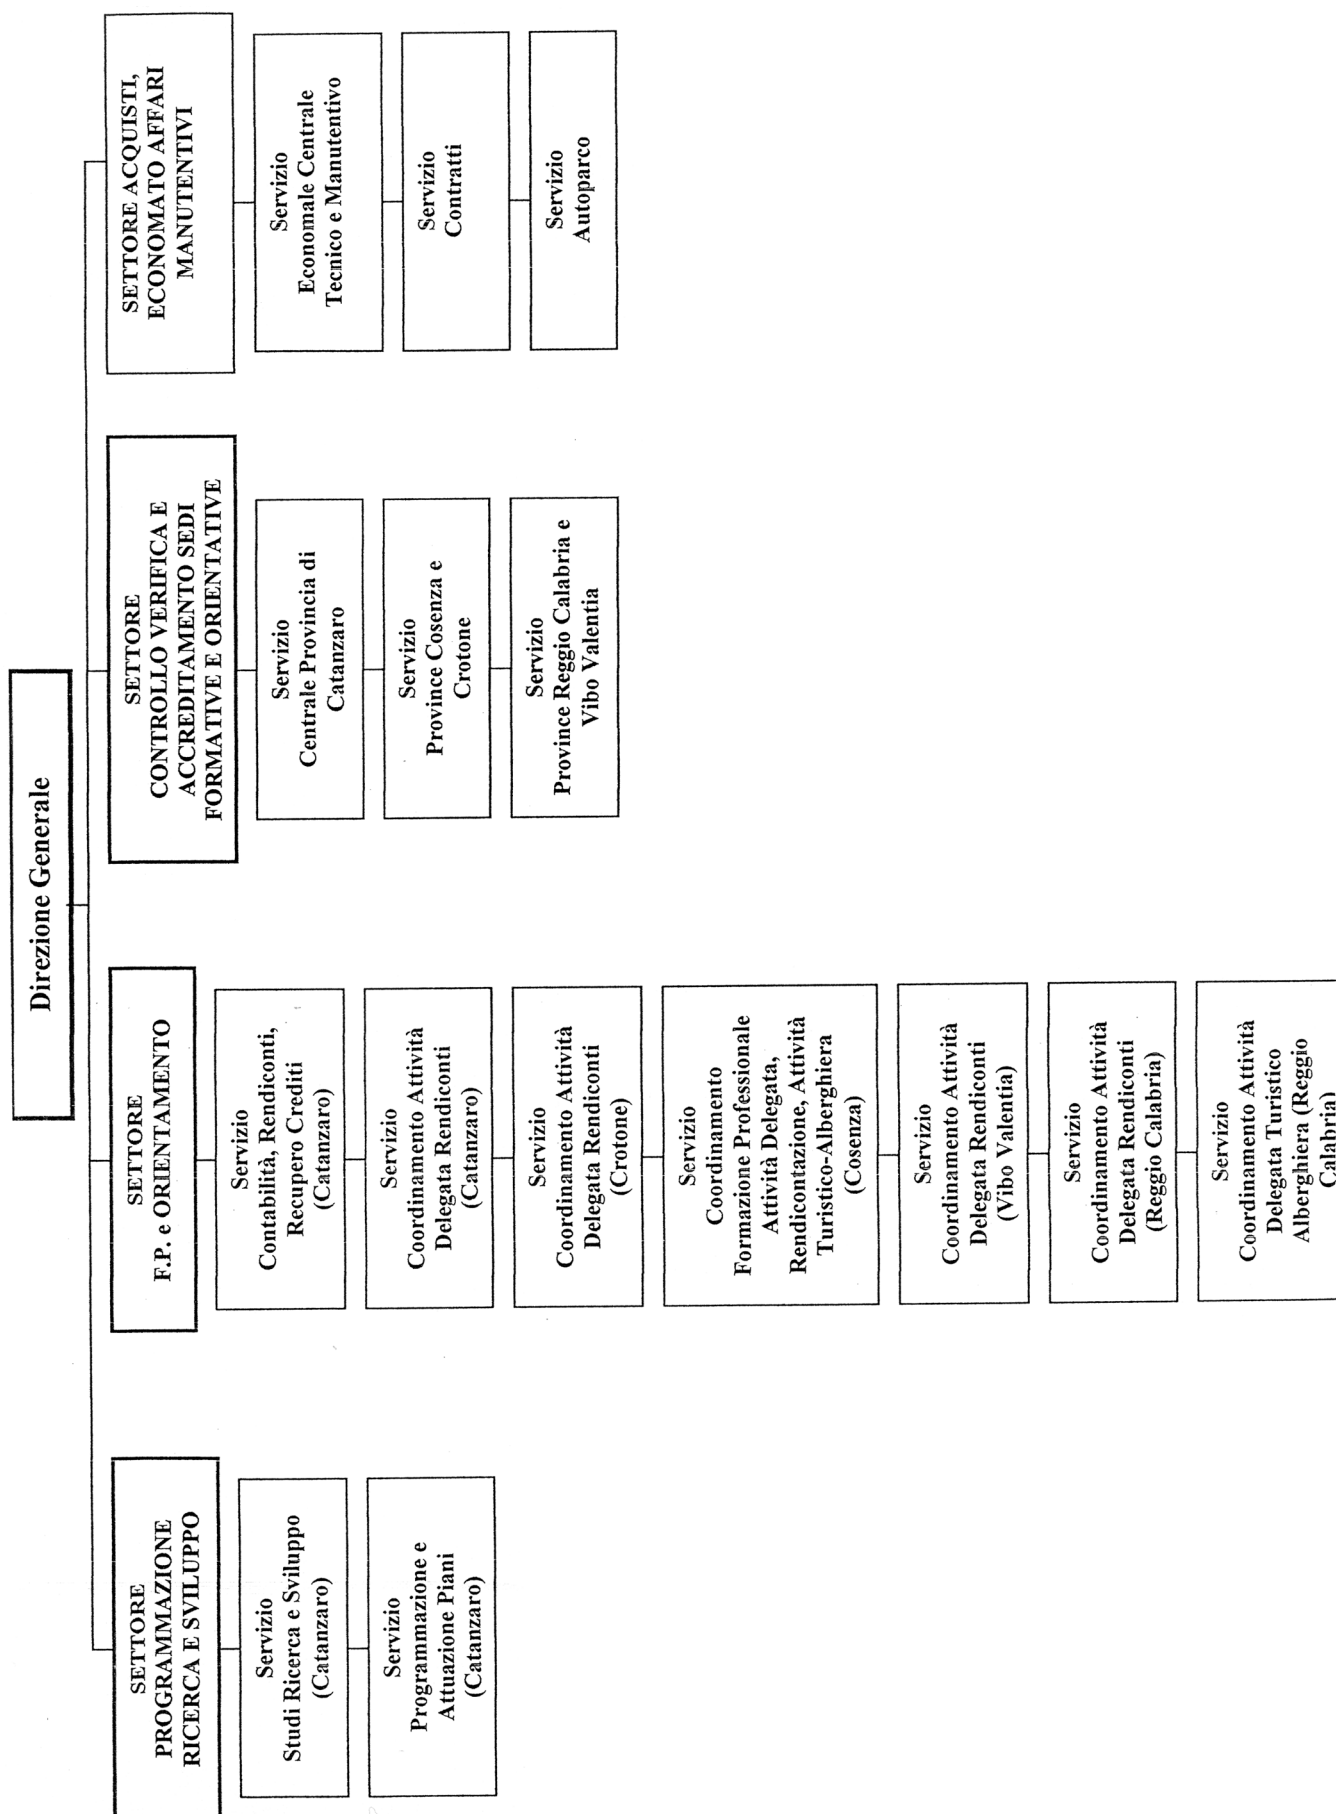 Direzione Generale
SETTORE
PROGRAMMAZIONE
RICERCA E SVILUPPO
Servizio
Studi Ricerca e Sviluppo
(Catanzaro)
Servizio
Programmazione e
Attuazione Piani
(Catanzaro)
SETTORE
F.P. e ORIENTAMENTO
Servizio
Contabilità, Rendiconti,
Recupero Crediti
(Catanzaro)
Servizio
Coordinamento Attività
Delegata Rendiconti
(Catanzaro)
Servizio
Coordinamento Attività
Delegata Rendiconti
(Crotone)
Servizio
Coordinamento
Formazione Professionale
Attività Delegata,
Rendicontazione, Attività
Turistico-Alberghiera
(Cosenza)
Servizio
Coordinamento Attività
Delegata Rendiconti
(Vibo Valentia)
Servizio
Coordinamento Attività
Delegata Rendiconti
(Reggio Calabria)
Servizio
Coordinamento Attività
Delegata Turistico
Alberghiera (Reggio
Calabria)
SETTORE
CONTROLLO VERIFICA E
ACCREDITAMENTO SEDI
FORMATIVE E ORIENTATIVE
Servizio
Centrale Provincia di
Catanzaro
Servizio
Province Cosenza e
Crotone
Servizio
Province Reggio Calabria e
Vibo Valentia
SETTORE ACQUISTI,
ECONOMATO AFFARI
MANUTENTIVI
Servizio
Economale Centrale
Tecnico e Manutentivo
Servizio
Contratti
Servizio
Autoparco